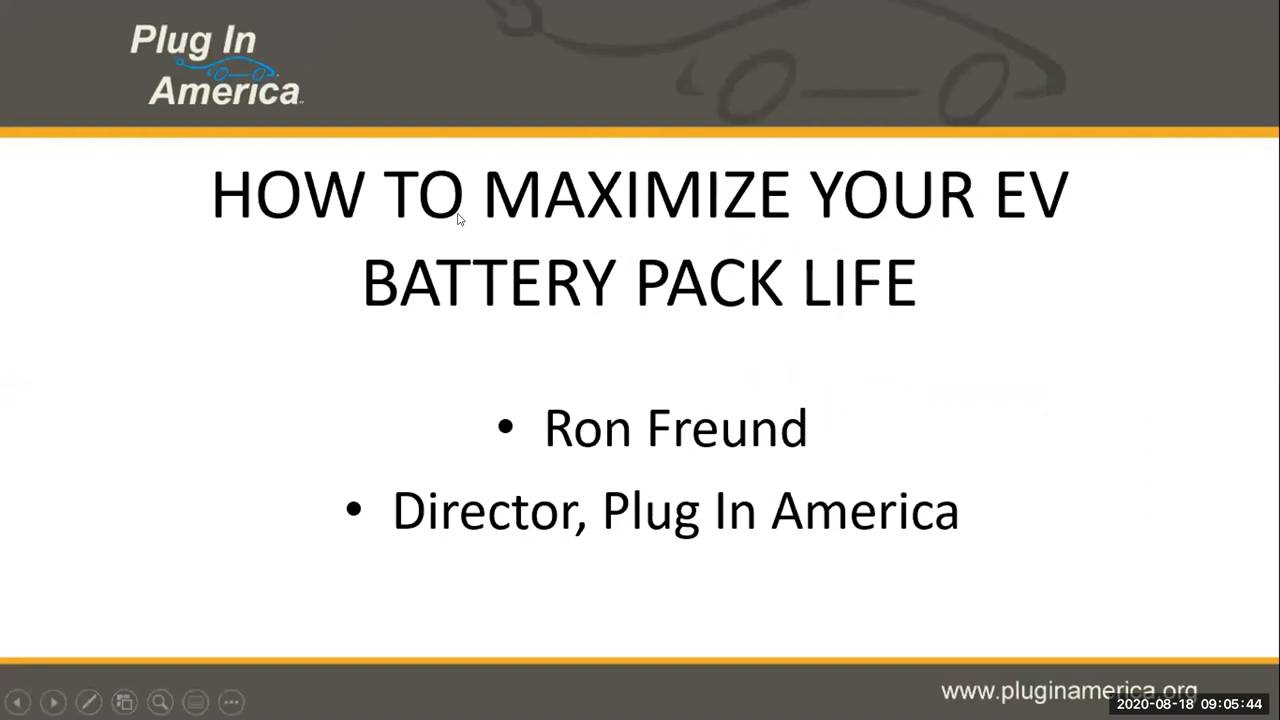 Plug In
America
HOW TO MAXIMIZE YOUR EV
BATTERY PACK LIFE
• Ron Freund
• Director, Plug In America
www.pluginamerica.org
2020-08-18 09:05:44